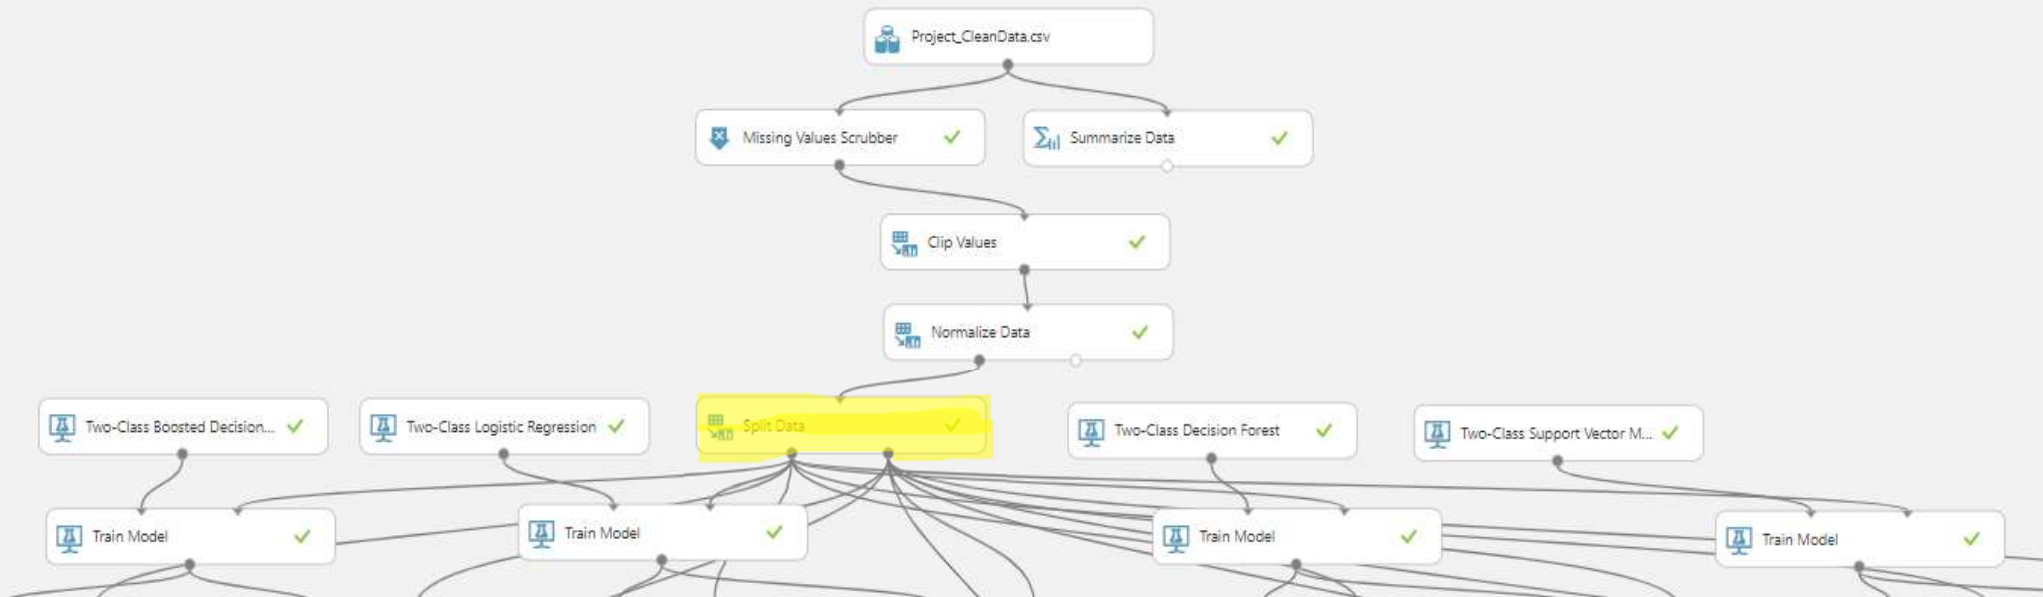 Project_CleanData.csv
Missing Values Scrubber
Summarize Data
Clip Values
Normalize Data
Two-Class Boosted Decision...
Two-Class Logistic Regression
Split Data
Two-Class Decision Forest
Two-Class Support Vector M...
Train Model
Train Model
Train Model
Train Model